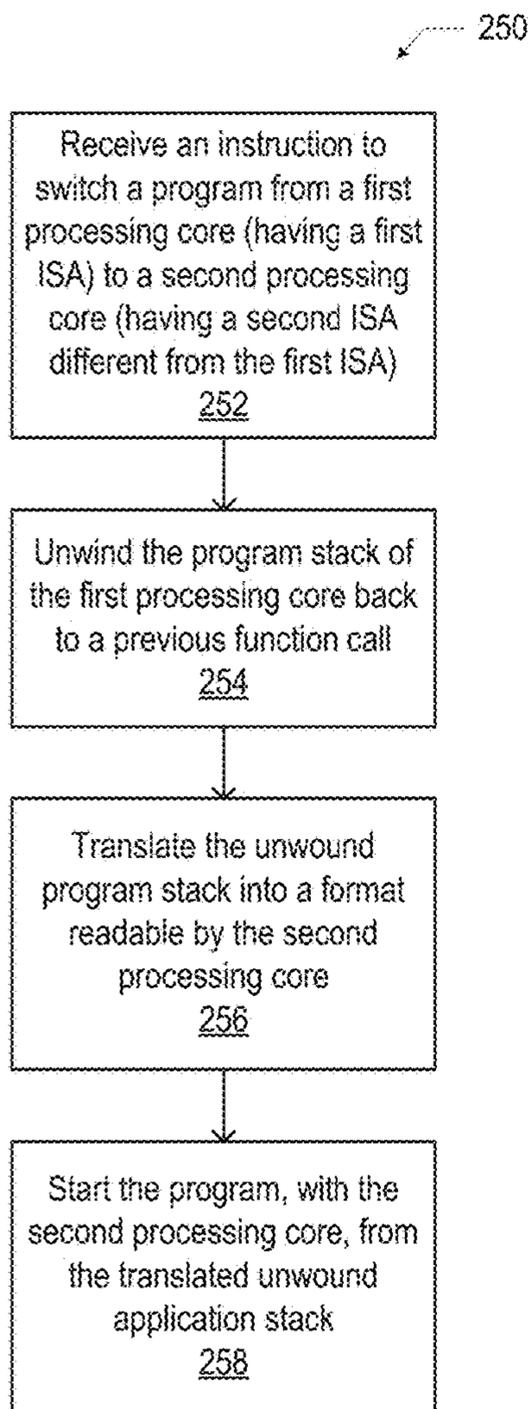 250
Receive an instruction to
switch a program from a first
processing core (having a first
ISA) to a second processing
core (having a second ISA
different from the first ISA)
252
Unwind the program stack of
the first processing core back
to a previous function call
254
Translate the unwound
program stack into a format
readable by the second
processing core
256
Start the program, with the
second processing core, from
the translated unwound
application stack
258